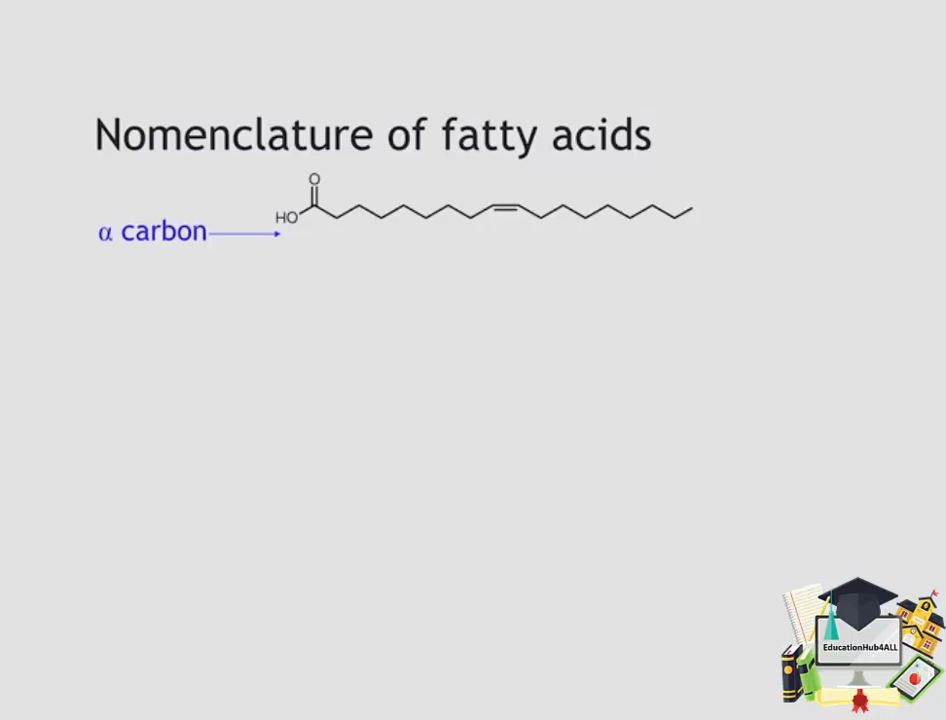 Nomenclature of fatty acids
O
HO
α carbon
EducationHub4ALL